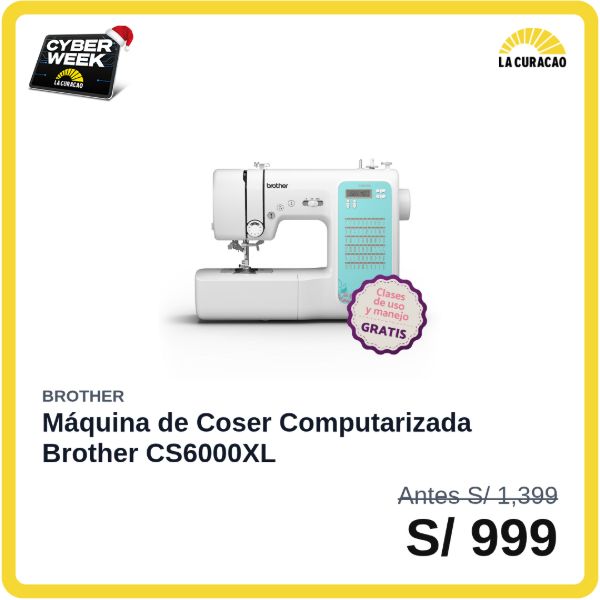 CYBER
WEEK
LA CURACAO
LA CURACAO
brother
Clases
de uso
y manejo
GRATIS
BROTHER
Máquina de Coser Computarizada
Brother CS6000XL
Antes S/ 1,399
S/ 999